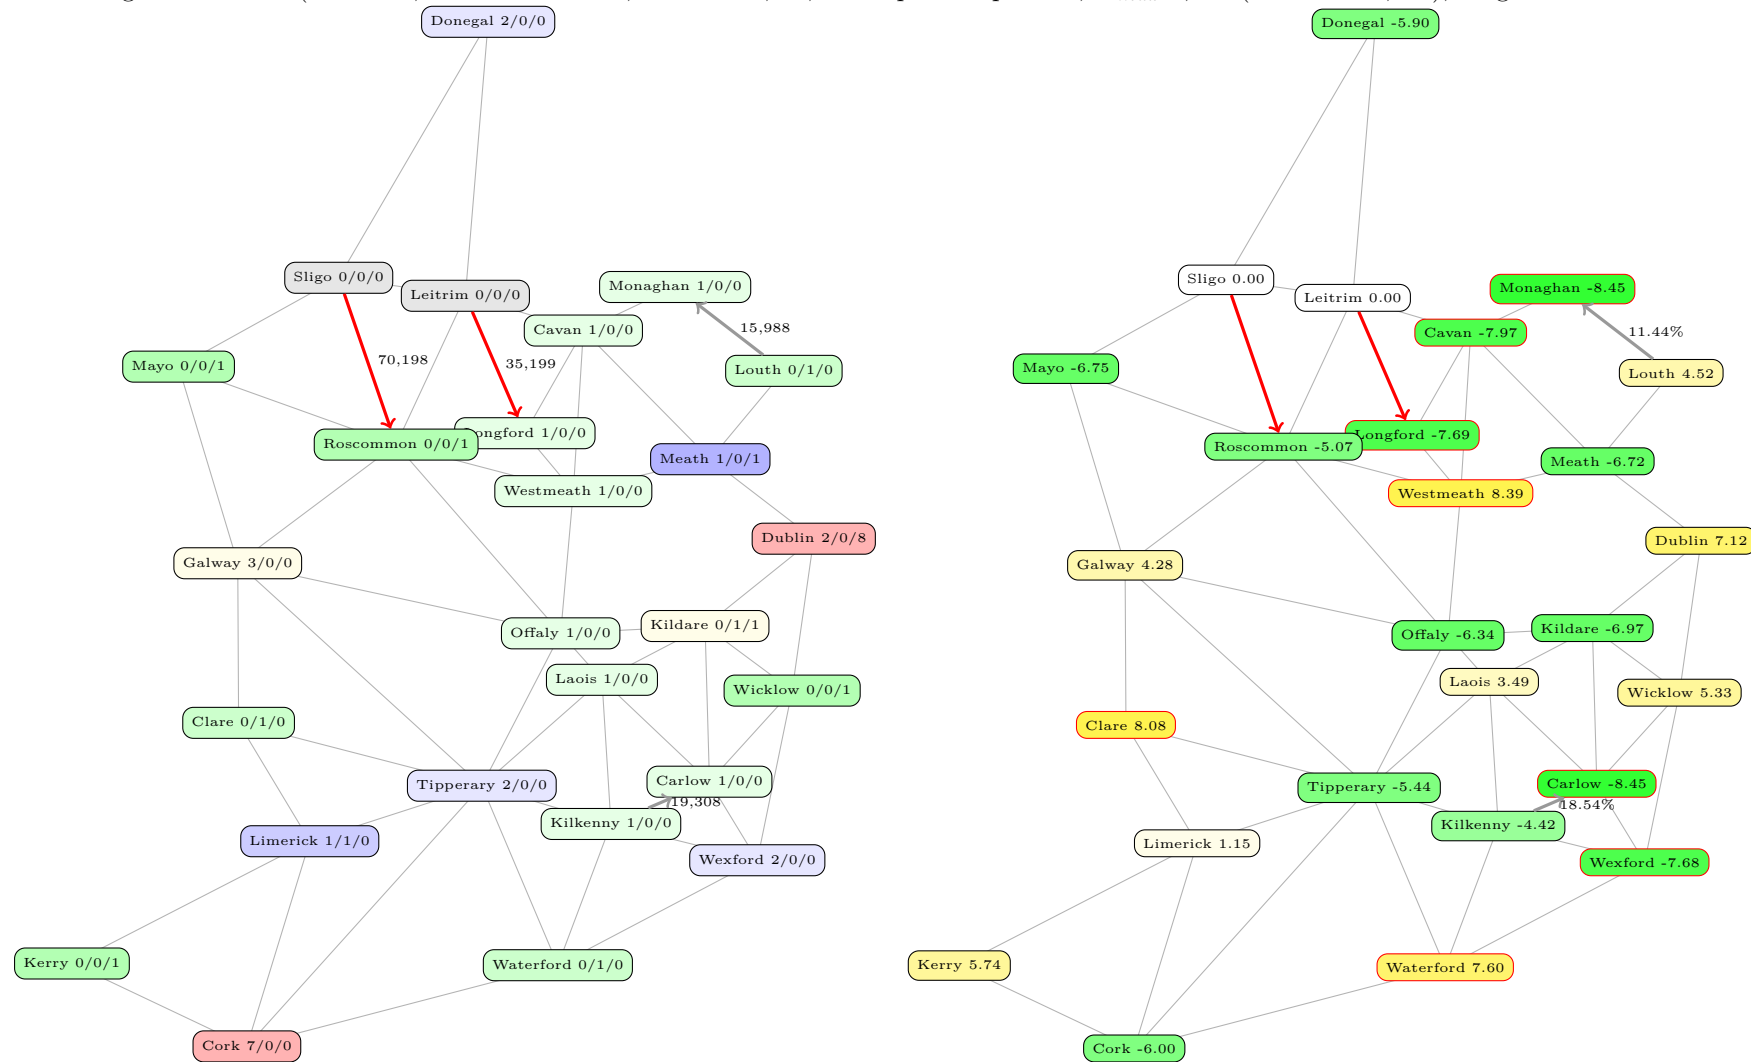 Donegal 2/0/0
Sligo 0/0/0
Leitrim 0/0/0
Monaghan 1/0/0
Cavan 1/0/0
15,988
Mayo 0/0/1
70,198
35,199
Louth 0/1/0
Roscommon 0/0/1
1/0/0
Meath 1/0/1
Westmeath 1/0/0
Dublin 2/0/8
Galway 3/0/0
Offaly 1/0/0
Kildare 0/1/1
Laois 1/0/0
Wicklow 0/0/1
Clare 0/1/0
Tipperary 2/0/0
Carlow 1/0/0
19,308
Kilkenny 1/0/0
Limerick 1/1/0
Wexford 2/0/0
Kerry 0/0/1
Waterford 0/1/0
Cork 7/0/0
Donegal -5.90
Sligo 0.00
Leitrim 0.00
Monaghan -8.45
Cavan -7.97
11.44%
Mayo -6.75
Louth 4.52
Roscommon -5.07
Longford -7.69
Meath -6.72
Westmeath 8.39
Dublin 7.12
Galway 4.28
Offaly -6.34
Kildare -6.97
Laois 3.49
Wicklow 5.33
Clare 8.08
Tipperary -5.44
Carlow -8.45
18.54%
Kilkenny -4.42
Limerick 1.15
Wexford -7.68
Kerry 5.74
Waterford 7.60
Cork -6.00